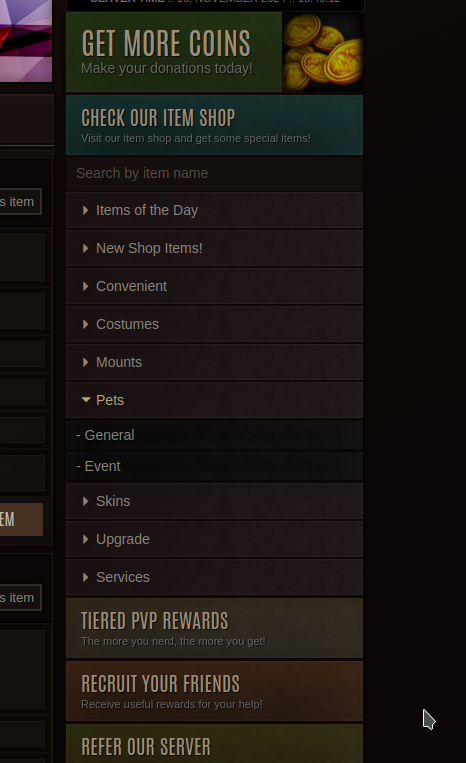 GET MORE COINS
Make your donations today!
CHECK OUR ITEM SHOP
Visit our item shop and get some special items!
Search by item name
s item
Items of the Day
New Shop Items!
Convenient
Costumes
Mounts
Pets
- General
- Event
Skins
EM
Upgrade
Services
s item
TIERED PVP REWARDS
The more you nerd, the more you get!
RECRUIT YOUR FRIENDS
Receive useful rewards for your help!
REFER OUR SERVER